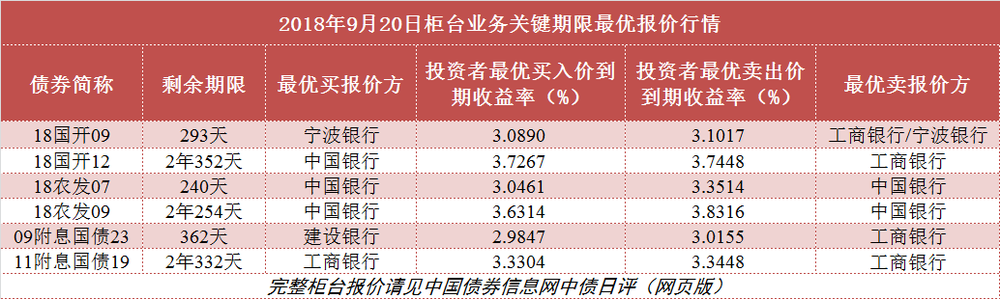 2018年9月20日柜台业务关键期限最优报价行情
债券简称 剩余期限 最优买报价方 投资者最优买入价到期收益率（%） 投资者最优卖出价到期收益率（%） 最优卖报价方
18国开09 293天 宁波银行 3.0890 3.1017 工商银行/宁波银行
18国开12 2年352天 中国银行 3.7267 3.7448 工商银行
18农发07 240天 中国银行 3.0461 3.3514 中国银行
18农发09 2年254天 中国银行 3.6314 3.8316 中国银行
09附息国债23 362天 建设银行 2.9847 3.0155 工商银行
11附息国债19 2年332天 工商银行 3.3304 3.3448 工商银行
完整柜台报价请见中国债券信息网中债日评（网页版）